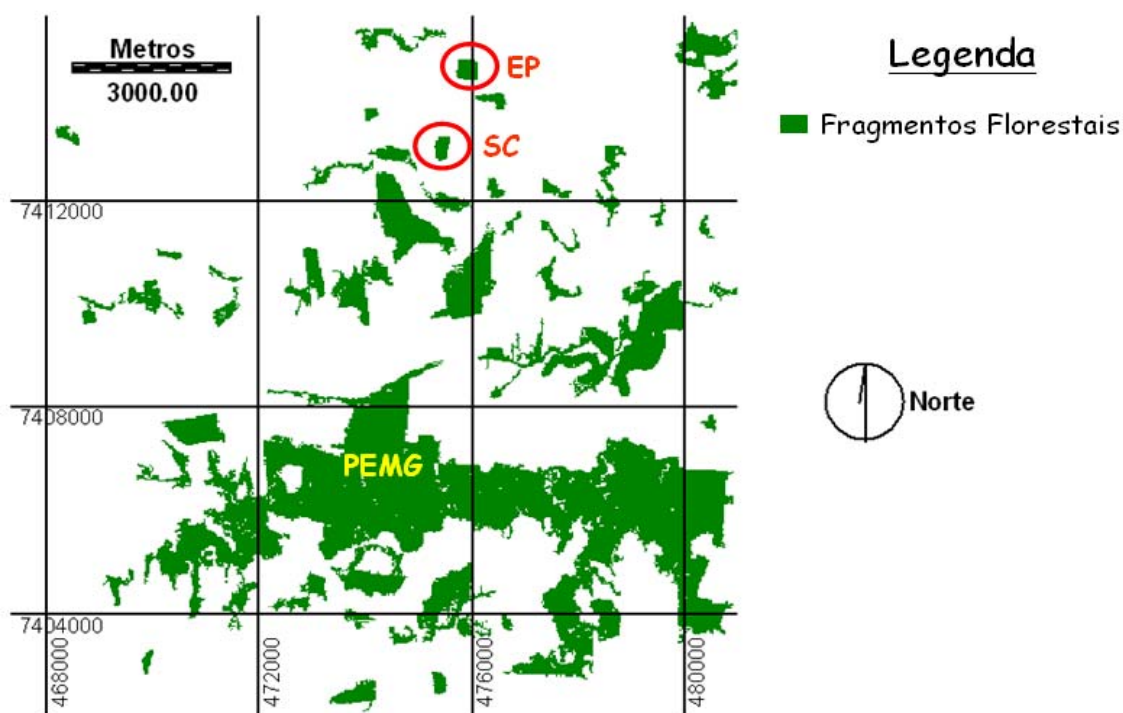 Metros
3000.00
EP
SC
Legenda
Fragmentos Florestais
7412000
7408000
Norte
PEMG
7404000
468000
472000
476000
480000